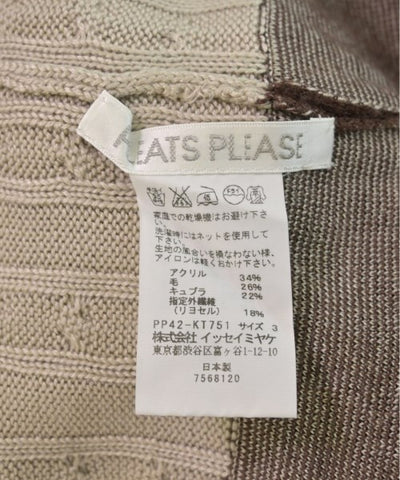 EATS PLEASE
家庭での乾燥機はお避け下さ
い。
洗濯時にはネットを使用して
下さい。
生地の風合いを損なわない様、
アイロンは軽くおかけ下さい。
アクリル 34%
毛 26%
キュプラ 22%
指定外繊維
(リヨセル) 18%
PP42-KT751 サイズ 3
株式会社 イッセイミヤケ
東京都渋谷区富ヶ谷1-12-10
日本製
7568120